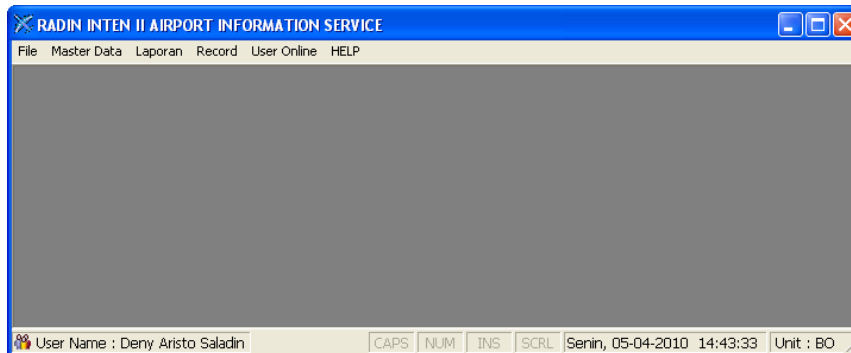 RADIN INTEN II AIRPORT INFORMATION SERVICE
File Master Data Laporan Record User Online HELP
User Name : Deny Aristo Saladin CAPS NUM INS SCRL Senin, 05-04-2010 14:43:33 Unit : BO